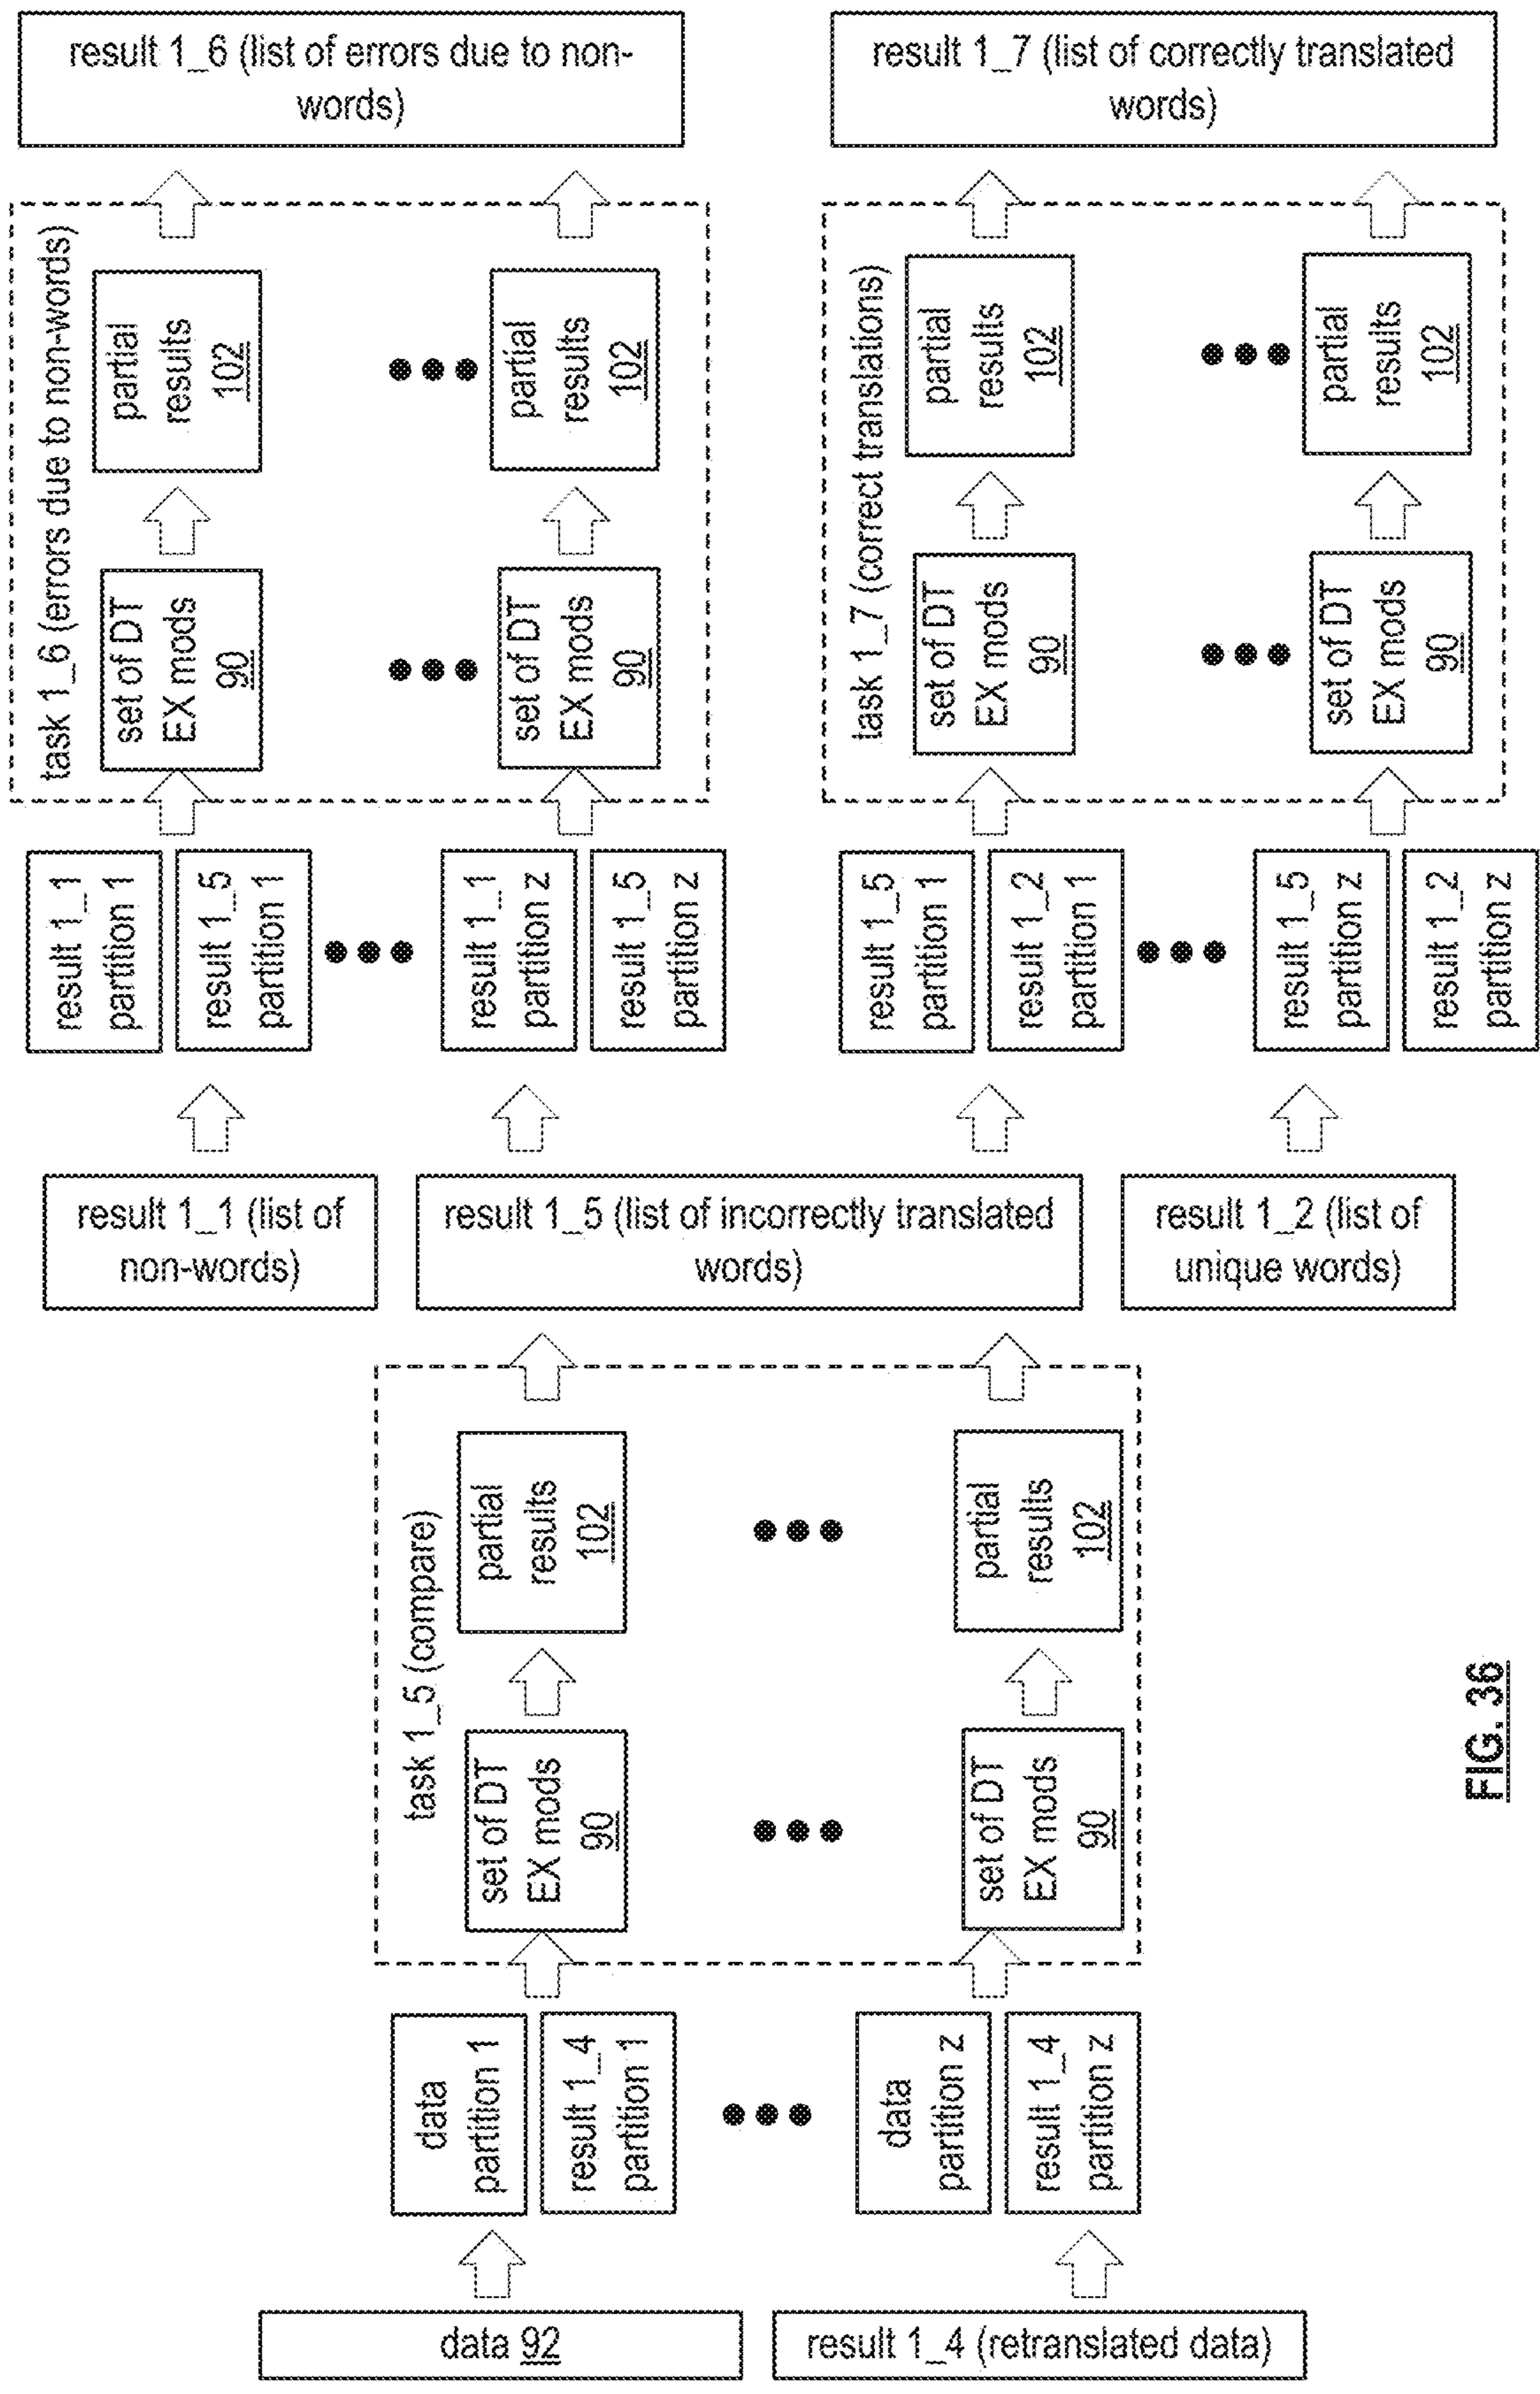 data 92
result 1_4 (retranslated data)
data
partition 1
result 1_4
partition 1
data
partition z
result 1_4
partition z
task 1_5 (compare)
set of DT
EX mods
90
partial
results
102
set of DT
EX mods
90
partial
results
102
result 1_1 (list of
non-words)
result 1_5 (list of incorrectly translated
words)
result 1_2 (list of
unique words)
result 1_1
partition 1
result 1_5
partition 1
result 1_1
partition z
result 1_5
partition z
result 1_5
partition 1
result 1_2
partition 1
result 1_5
partition z
result 1_2
partition z
task 1_6 (errors due to non-words)
set of DT
EX mods
90
partial
results
102
set of DT
EX mods
90
partial
results
102
task 1_7 (correct translations)
set of DT
EX mods
90
partial
results
102
set of DT
EX mods
90
partial
results
102
result 1_6 (list of errors due to non-
words)
result 1_7 (list of correctly translated
words)
FIG. 36